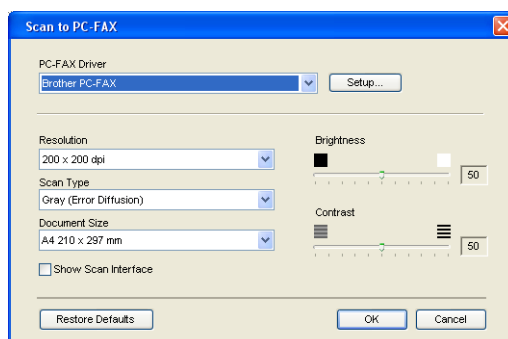 Scan to PC-FAX
PC-FAX Driver
Brother PC-FAX
Setup...
Resolution
200 x 200 dpi
Scan Type
Gray (Error Diffusion)
Document Size
A4 210 x 297 mm
Show Scan Interface
Brightness
50
Contrast
50
Restore Defaults
OK
Cancel